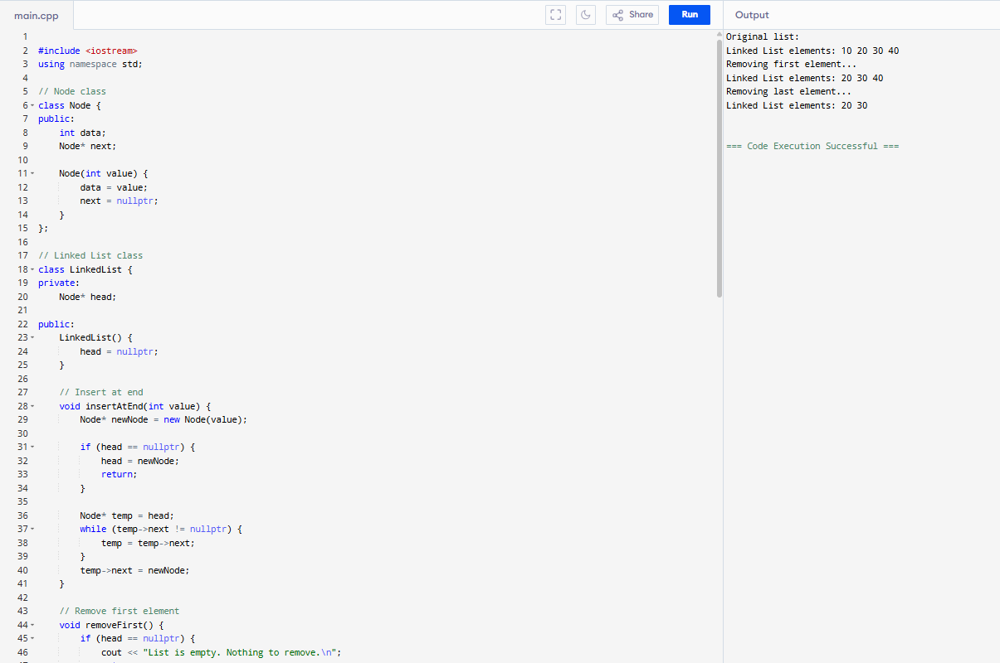 main.cpp
Share
Run
Output
1
2 #include <iostream>
3 using namespace std;
4
5 // Node class
6 class Node {
7 public:
8     int data;
9     Node* next;
10
11     Node(int value) {
12         data = value;
13         next = nullptr;
14     }
15 };
16
17 // Linked List class
18 class LinkedList {
19 private:
20     Node* head;
21
22 public:
23     LinkedList() {
24         head = nullptr;
25     }
26
27     // Insert at end
28     void insertAtEnd(int value) {
29         Node* newNode = new Node(value);
30
31         if (head == nullptr) {
32             head = newNode;
33             return;
34         }
35
36         Node* temp = head;
37         while (temp->next != nullptr) {
38             temp = temp->next;
39         }
40         temp->next = newNode;
41     }
42
43     // Remove first element
44     void removeFirst() {
45         if (head == nullptr) {
46             cout << "List is empty. Nothing to remove.\n";
Original list:
Linked List elements: 10 20 30 40
Removing first element...
Linked List elements: 20 30 40
Removing last element...
Linked List elements: 20 30
=== Code Execution Successful ===